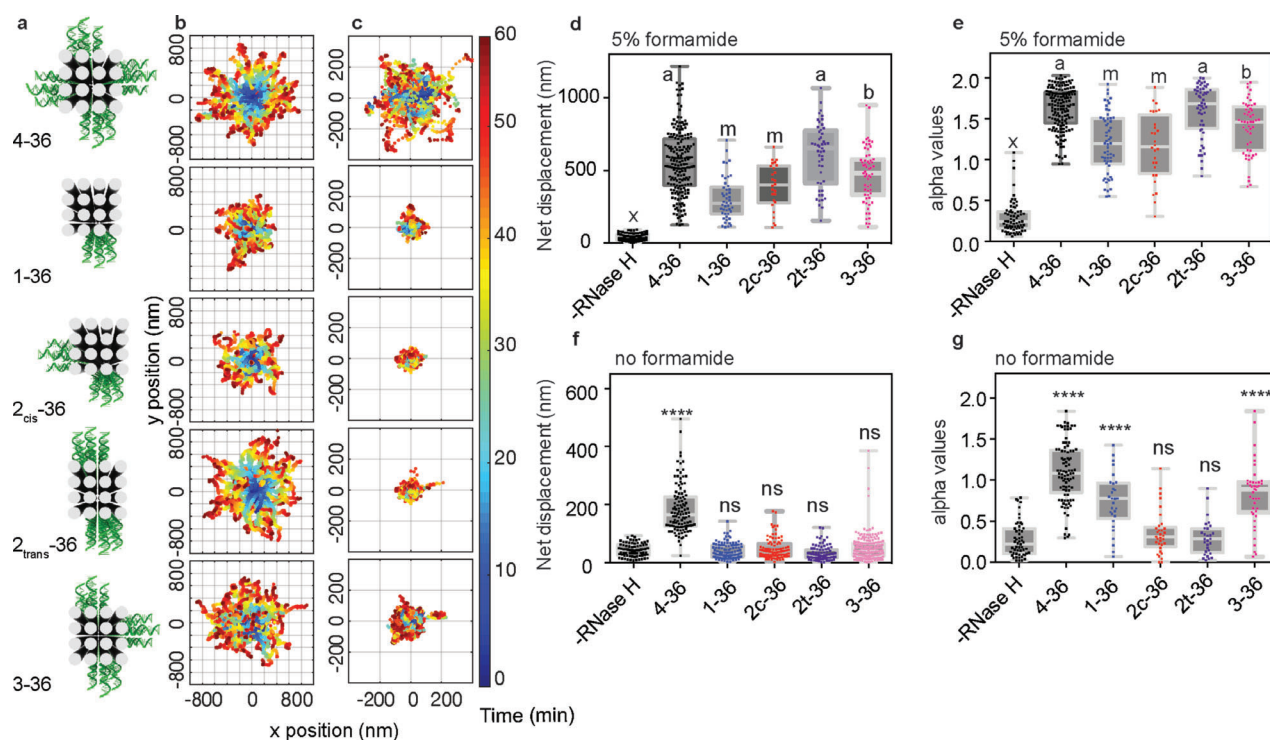 a
4-36
1-36
2cis-36
2trans-36
3-36
b
y position (nm)
800
0
-800
800
0
-800
800
0
-800
800
0
-800
800
0
-800
-800 0 800
x position (nm)
c
200
0
-200
200
0
-200
200
0
-200
200
0
-200
200
0
-200
-200 0 200
60
50
40
30
20
10
0
Time (min)
d
5% formamide
Net displacement (nm)
1000
500
0
x a m m a b
-RNase H 4-36 1-36 2c-36 2t-36 3-36
e
5% formamide
alpha values
2.0
1.5
1.0
0.5
0.0
x a m m a b
-RNase H 4-36 1-36 2c-36 2t-36 3-36
f
no formamide
Net displacement (nm)
600
400
200
0
**** ns ns ns ns
-RNase H 4-36 1-36 2c-36 2t-36 3-36
g
no formamide
alpha values
2.0
1.5
1.0
0.5
0.0
**** **** ns ns ****
-RNase H 4-36 1-36 2c-36 2t-36 3-36